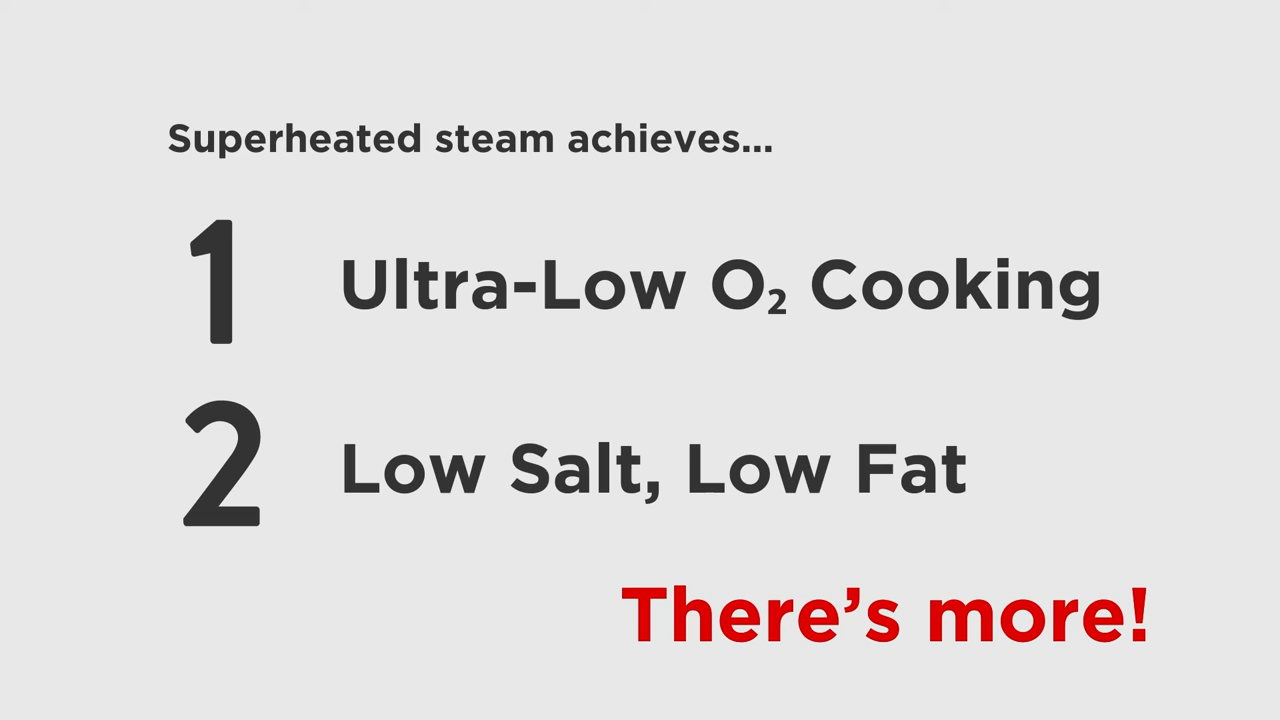 Superheated steam achieves...
1 Ultra-Low O₂ Cooking
2 Low Salt, Low Fat
There’s more!